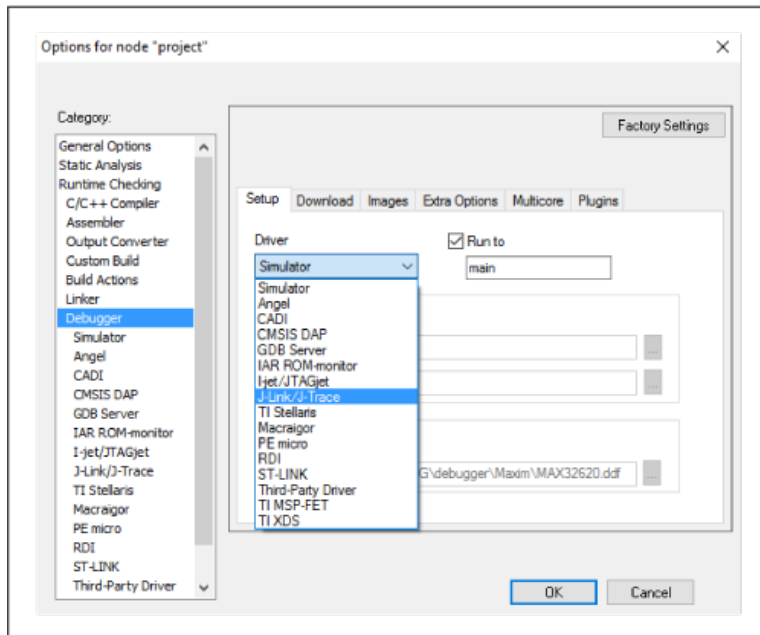 Options for node "project"
Category:
Factory Settings
General Options
Static Analysis
Runtime Checking
C/C++ Compiler
Assembler
Output Converter
Custom Build
Build Actions
Linker
Debugger
Simulator
Angel
CADI
CMSIS DAP
GDB Server
IAR ROM-monitor
I-jet/JTAGjet
J-Link/J-Trace
TI Stellaris
Macraigor
PE micro
RDI
ST-LINK
Third-Party Driver
Setup Download Images Extra Options Multicore Plugins
Driver
Run to
Simulator
main
Simulator
Angel
CADI
CMSIS DAP
GDB Server
IAR ROM-monitor
I-jet/JTAGjet
J-Link/J-Trace
TI Stellaris
Macraigor
PE micro
RDI
ST-LINK
Third-Party Driver
TI MSP-FET
TI XDS
...
...
G\debugger\Maxim\MAX32620.ddf
...
OK Cancel